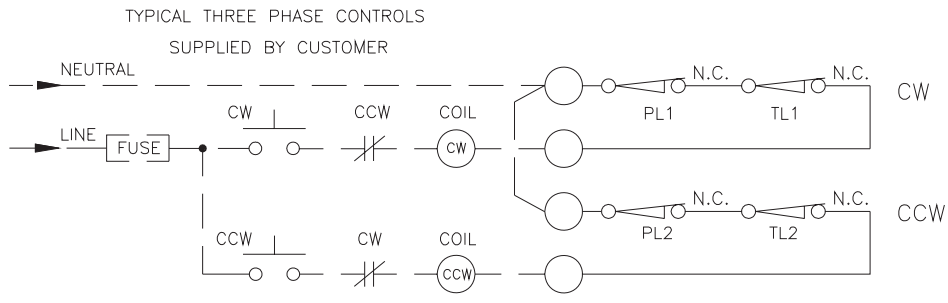 TYPICAL THREE PHASE CONTROLS
SUPPLIED BY CUSTOMER
NEUTRAL
N.C.
N.C.
CW
PL1
TL1
CW
CCW
COIL
LINE
FUSE
CW
N.C.
N.C.
CCW
PL2
TL2
CCW
CW
COIL
CCW